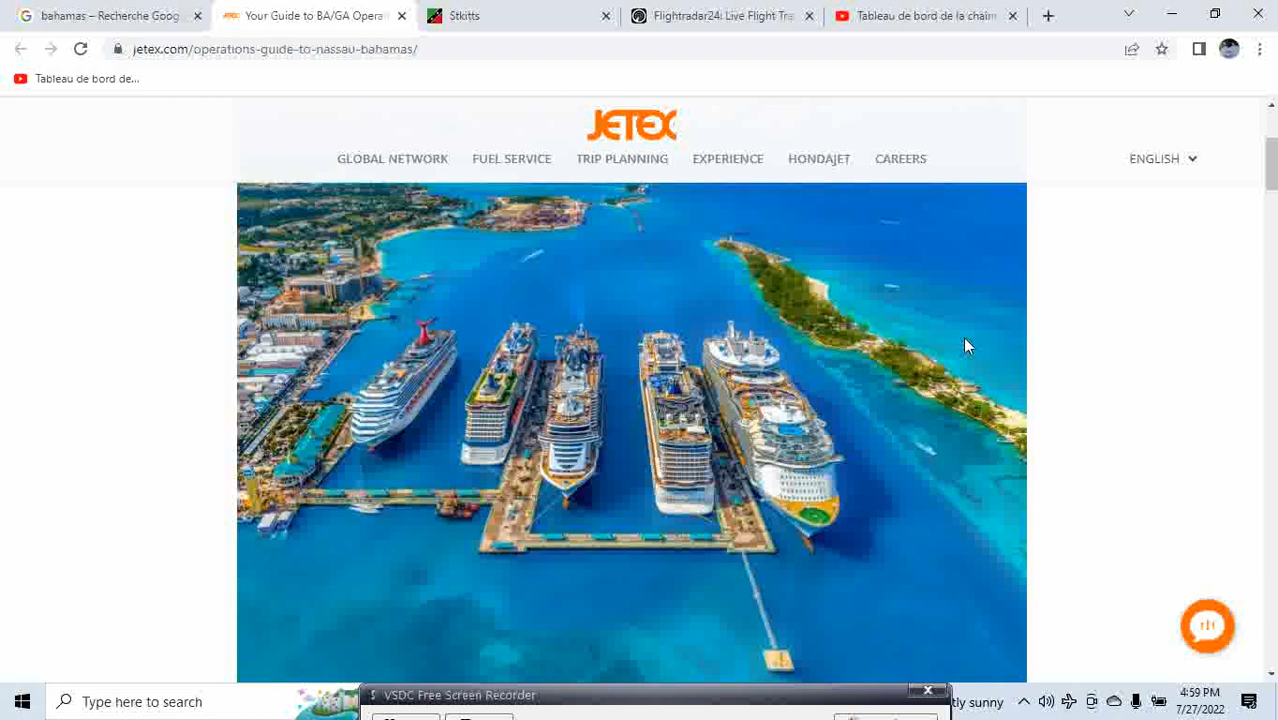 bahamas – Recherche Goog
Your Guide to BA/GA Opera
Stkitts
Flightradar24: Live Flight Tra
Tableau de bord de la chaîn
jetex.com/operations-guide-to-nassau-bahamas/
Tableau de bord de...
JETEX
GLOBAL NETWORK FUEL SERVICE TRIP PLANNING EXPERIENCE HONDAJET CAREERS ENGLISH
Type here to search
VSDC Free Screen Recorder
tly sunny
4:59 PM
7/27/2022